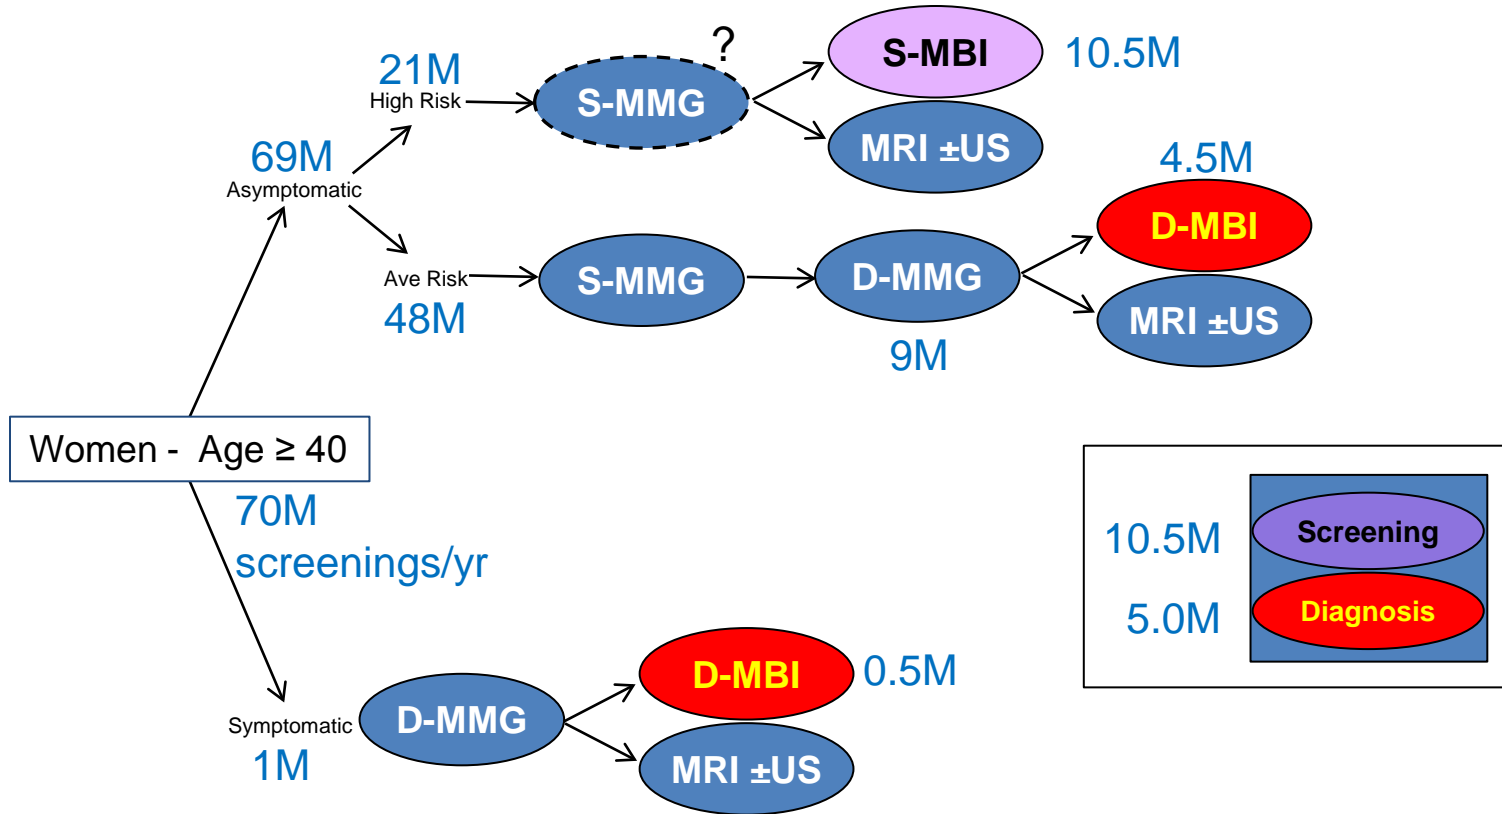 ?
S-MBI
10.5M
21M
High Risk
S-MMG
MRI ±US
69M
Asymptomatic
4.5M
D-MBI
Ave Risk
48M
S-MMG
D-MMG
9M
MRI ±US
Women -  Age ≥ 40
70M
screenings/yr
10.5M
Screening
5.0M
Diagnosis
Symptomatic
1M
D-MMG
D-MBI
0.5M
MRI ±US